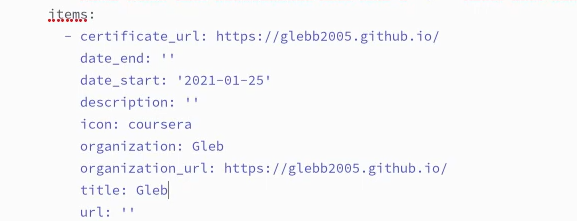 items:
- certificate_url: https://glebb2005.github.io/
date_end: ''
date_start: '2021-01-25'
description: ''
icon: coursera
organization: Gleb
organization_url: https://glebb2005.github.io/
title: Gleb
url: ''